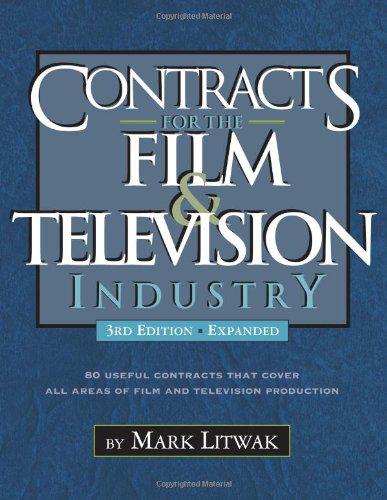 Copyrighted Material
CONTRACTS
FOR THE
FILM
&
TELEVISION
INDUSTRY
3RD EDITION ▪ EXPANDED
80 USEFUL CONTRACTS THAT COVER
ALL AREAS OF FILM AND TELEVISION PRODUCTION
BY MARK LITWAK
Copyrighted Material